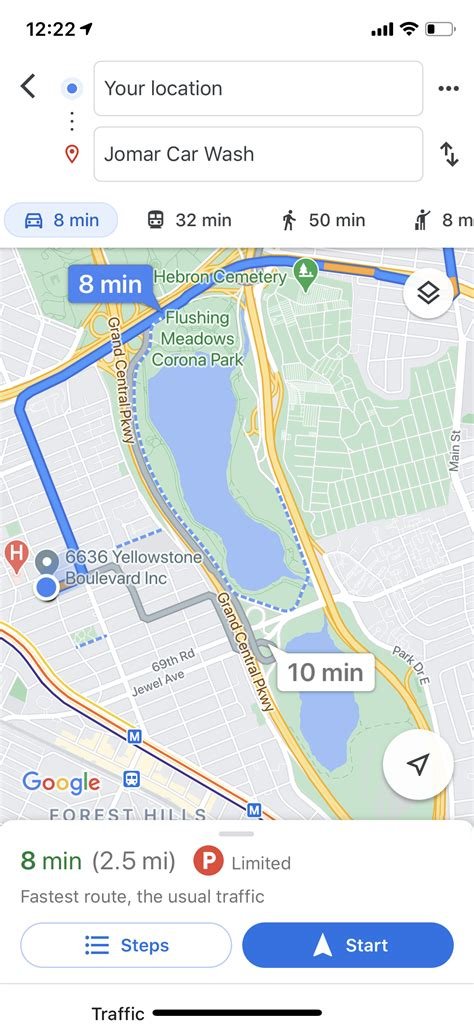 12:22
Your location
Jomar Car Wash
8 min
32 min
50 min
8 m
8 min
Hebron Cemetery
Flushing
Meadows
Corona Park
Grand Central Pkwy
Main St
H
6636 Yellowstone
Boulevard Inc
Grand Central Pkwy
69th Rd
Jewel Ave
10 min
Park Dr E
M
Google
M
FOREST HILLS
8 min (2.5 mi) P Limited
Fastest route, the usual traffic
Steps
Start
Traffic